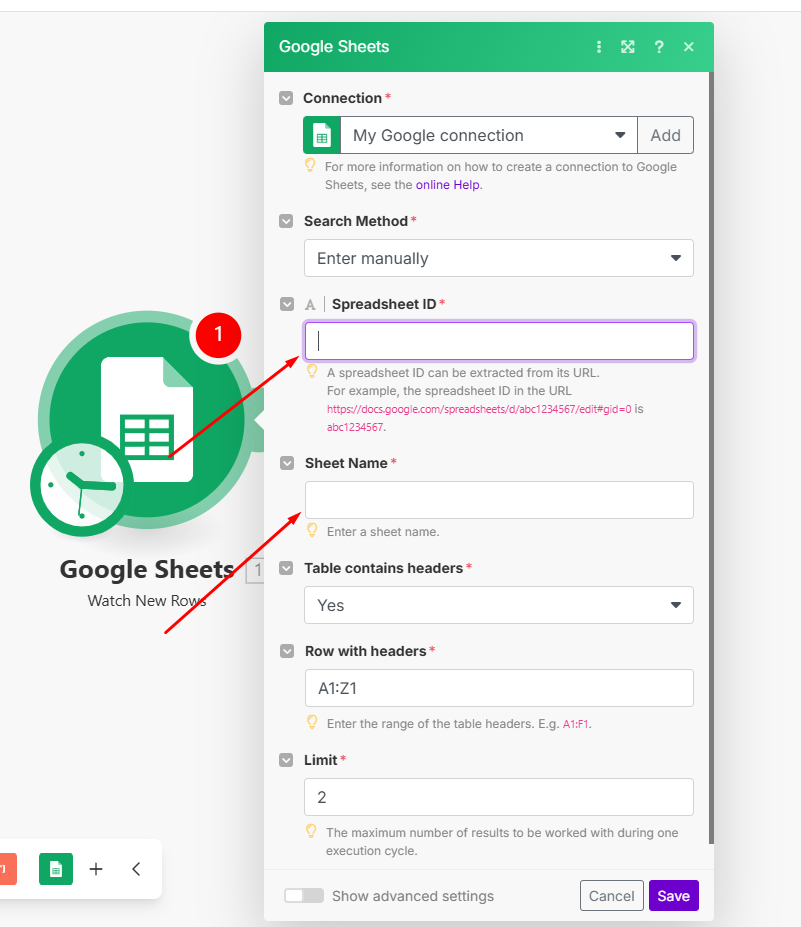 Google Sheets
?
Connection *
My Google connection
Add
For more information on how to create a connection to Google
Sheets, see the online Help.
Search Method *
Enter manually
A | Spreadsheet ID *
A spreadsheet ID can be extracted from its URL.
For example, the spreadsheet ID in the URL
https://docs.google.com/spreadsheets/d/abc1234567/edit#gid=0 is
abc1234567.
Sheet Name *
Enter a sheet name.
Table contains headers *
Yes
Row with headers *
A1:Z1
Enter the range of the table headers. E.g. A1:F1.
Limit *
2
The maximum number of results to be worked with during one
execution cycle.
Show advanced settings
Cancel
Save
1
Google Sheets
1
Watch New Rows